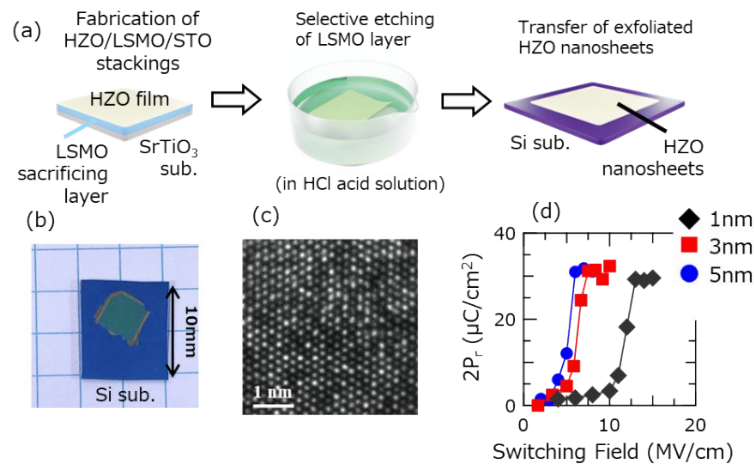 (a)
Fabrication of
HZO/LSMO/STO
stackings
HZO film
LSMO
sacrificing
layer
SrTiO3
sub.
Selective etching
of LSMO layer
(in HCl acid solution)
Transfer of exfoliated
HZO nanosheets
Si sub.
HZO
nanosheets
(b)
10mm
Si sub.
(c)
1 nm
(d)
1nm
3nm
5nm
2Pr (μC/cm²)
40
20
0
0
10
20
Switching Field (MV/cm)